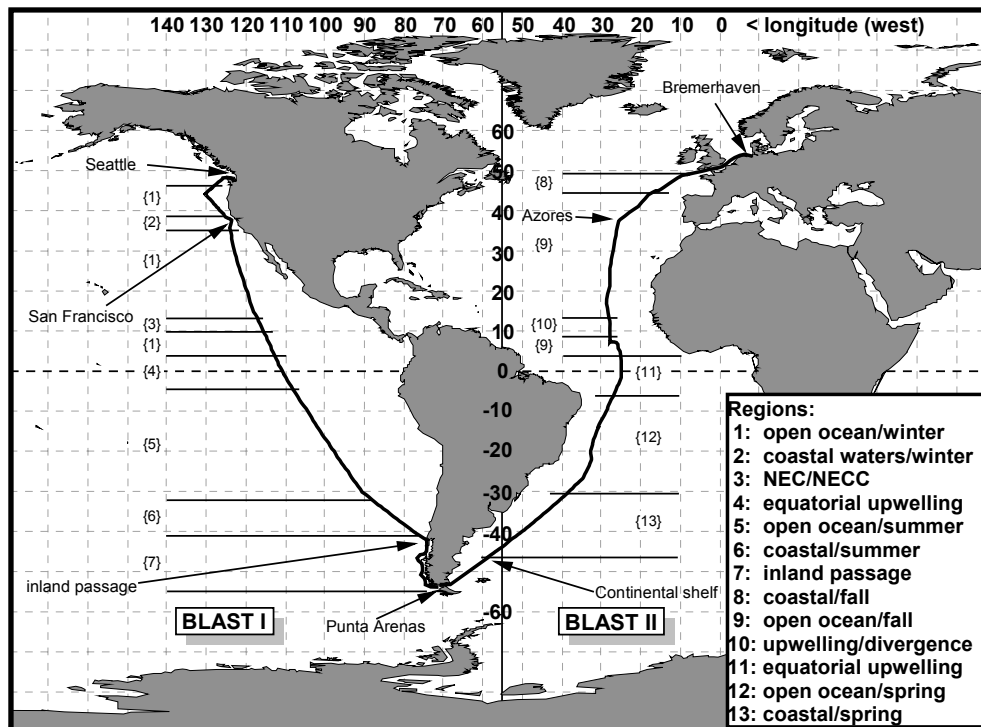 140 130 120 110 100 90 80 70 60 50 40 30 20 10 0 < longitude (west)
Bremerhaven
60
Seattle
50
{8}
{1}
40
Azores
{2}
{9}
30
{1}
20
San Francisco
{3}
10
{10}
{1}
{9}
0
{4}
{11}
-10
Regions:
1: open ocean/winter
2: coastal waters/winter
3: NEC/NECC
4: equatorial upwelling
5: open ocean/summer
6: coastal/summer
7: inland passage
8: coastal/fall
9: open ocean/fall
10: upwelling/divergence
11: equatorial upwelling
12: open ocean/spring
13: coastal/spring
{5}
{12}
-20
-30
{6}
{13}
-40
{7}
inland passage
-50
Continental shelf
BLAST I
Punta Arenas
BLAST II
-60